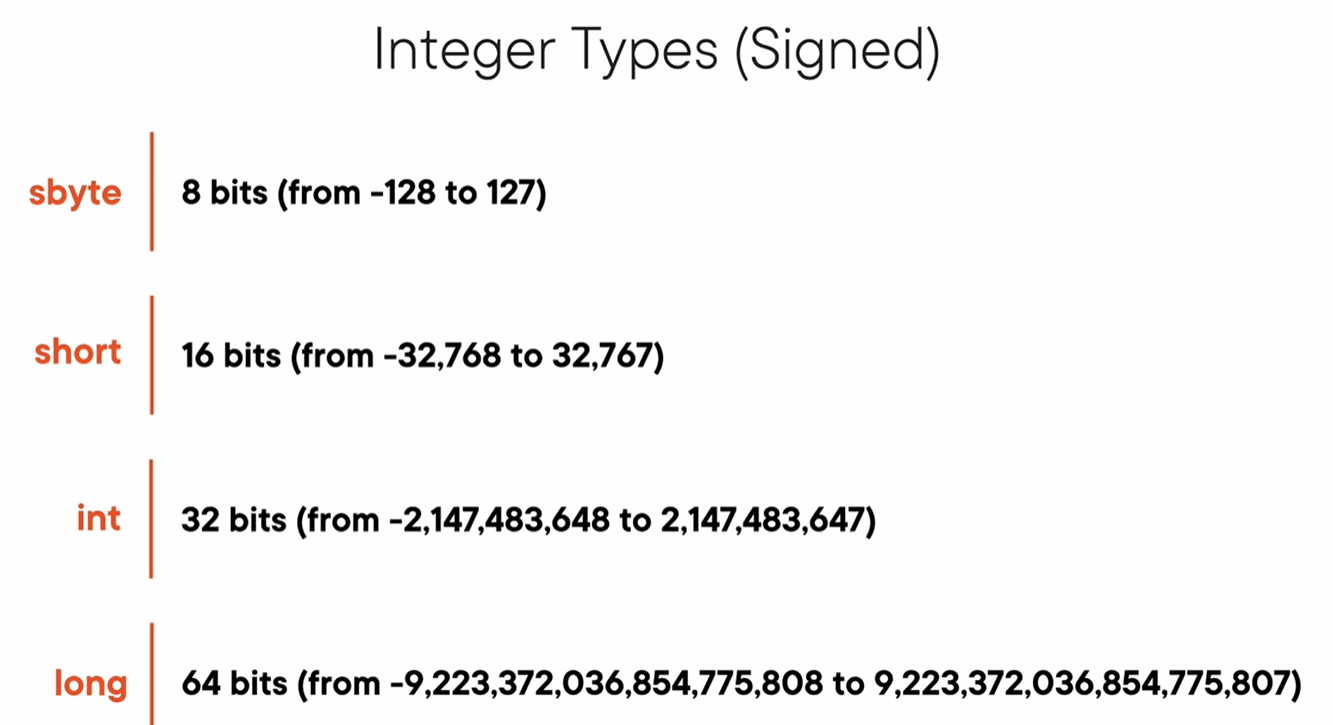 Integer Types (Signed)
sbyte 8 bits (from -128 to 127)
short 16 bits (from -32,768 to 32,767)
int 32 bits (from -2,147,483,648 to 2,147,483,647)
long 64 bits (from -9,223,372,036,854,775,808 to 9,223,372,036,854,775,807)